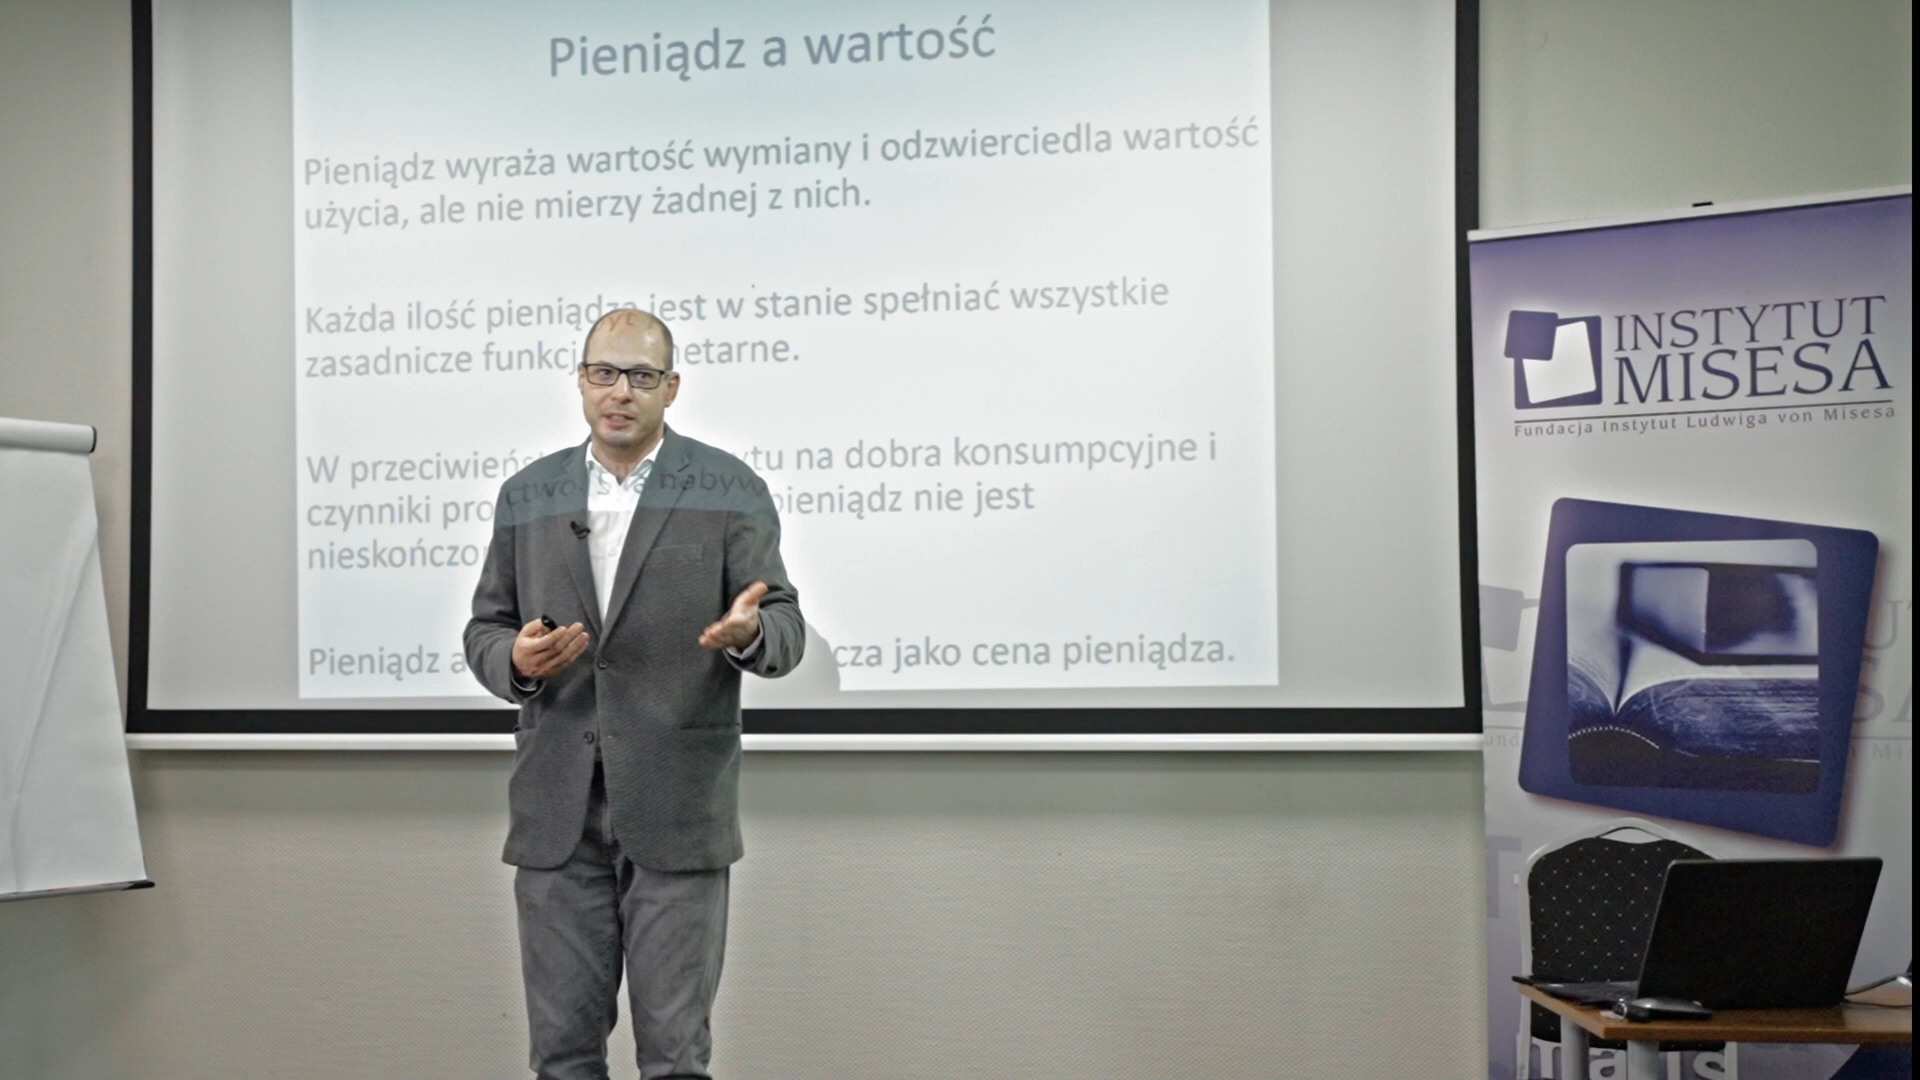 Pieniądz a wartość
Pieniądz wyraża wartość wymiany i odzwierciedla wartość
użycia, ale nie mierzy żadnej z nich.
Każda ilość pieniądza jest w stanie spełniać wszystkie
zasadnicze funkcj netarne.
W przeciwieńs ytu na dobra konsumpcyjne i
czynniki pro pieniądz nie jest
nieskończo
Pieniądz a cza jako cena pieniądza.
nabyw
INSTYTUT
MISESA
Fundacja Instytut Ludwiga von Misesa